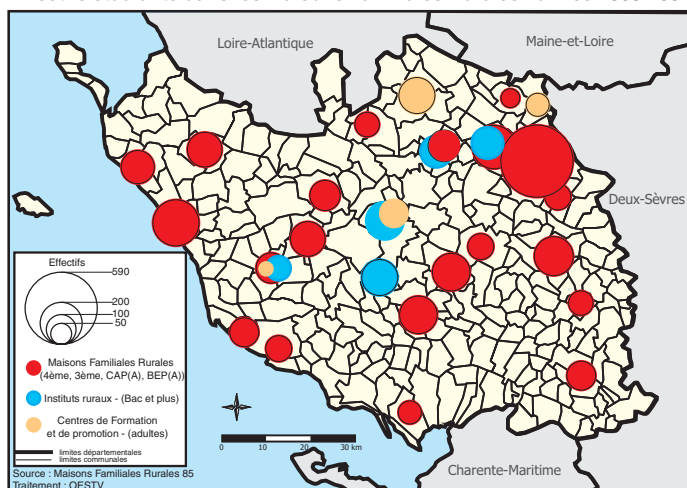 Loire-Atlantique
Maine-et-Loire
Deux-Sèvres
Effectifs
590
200
100
50
Maisons Familiales Rurales
(4ème, 3ème, CAP(A), BEP(A))
Instituts ruraux - (Bac et plus)
Centres de Formation
et de promotion - (adultes)
limites départementales
limites communales
0 10 20 30 km
Source : Maisons Familiales Rurales 85
Traitement : OESTV
Charente-Maritime